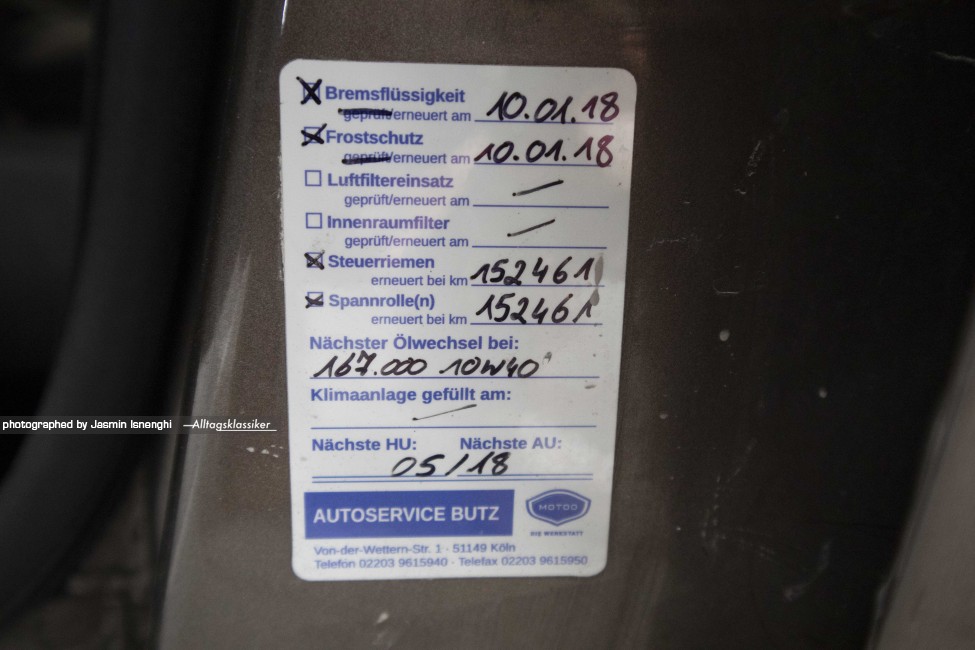 Bremsflüssigkeit
geprüft/erneuert am 10.01.18
Frostschutz
geprüft/erneuert am 10.01.18
Luftfiltereinsatz
geprüft/erneuert am
Innenraumfilter
geprüft/erneuert am
Steuerriemen
erneuert bei km 152461
Spannrolle(n)
erneuert bei km 152461
Nächster Ölwechsel bei:
167.000 10W40
Klimaanlage gefüllt am:
Nächste HU: Nächste AU:
05/18
AUTOSERVICE BUTZ
MOTOO
DIE WERKSTATT
Von-der-Wettern-Str. 1 · 51149 Köln
Telefon 02203 9615940 · Telefax 02203 9615950
photographed by Jasmin Isnenghi —Alltagsklassiker